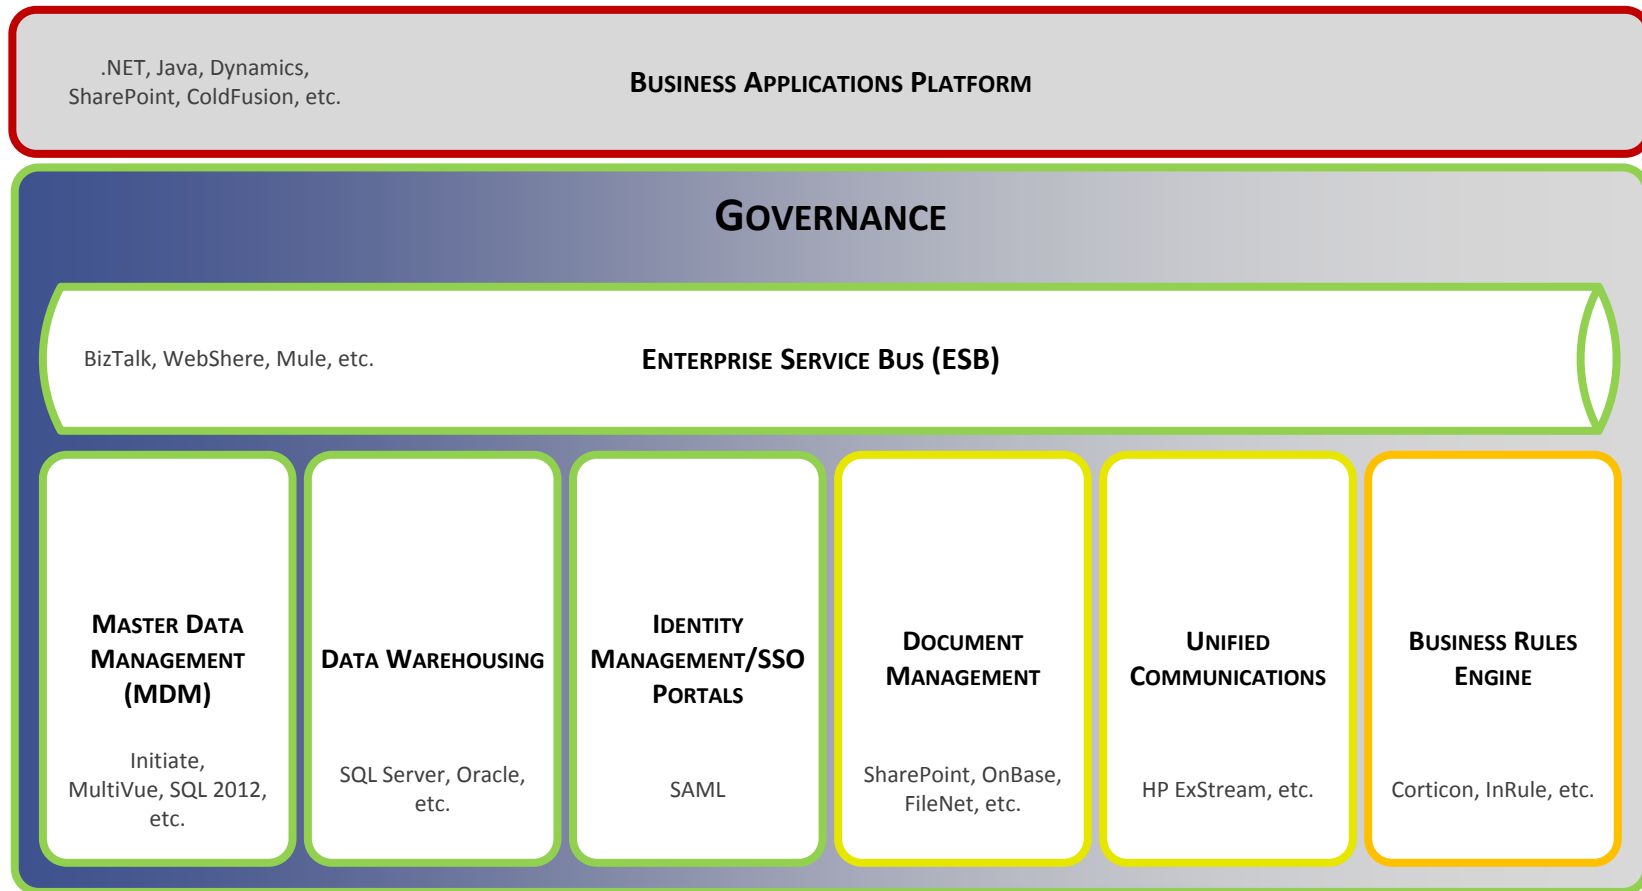 .NET, Java, Dynamics,
SharePoint, ColdFusion, etc.
BUSINESS APPLICATIONS PLATFORM
GOVERNANCE
BizTalk, WebShere, Mule, etc.
ENTERPRISE SERVICE BUS (ESB)
MASTER DATA
MANAGEMENT
(MDM)
Initiate,
MultiVue, SQL 2012,
etc.
DATA WAREHOUSING
SQL Server, Oracle,
etc.
IDENTITY
MANAGEMENT/SSO
PORTALS
SAML
DOCUMENT
MANAGEMENT
SharePoint, OnBase,
FileNet, etc.
UNIFIED
COMMUNICATIONS
HP ExStream, etc.
BUSINESS RULES
ENGINE
Corticon, InRule, etc.